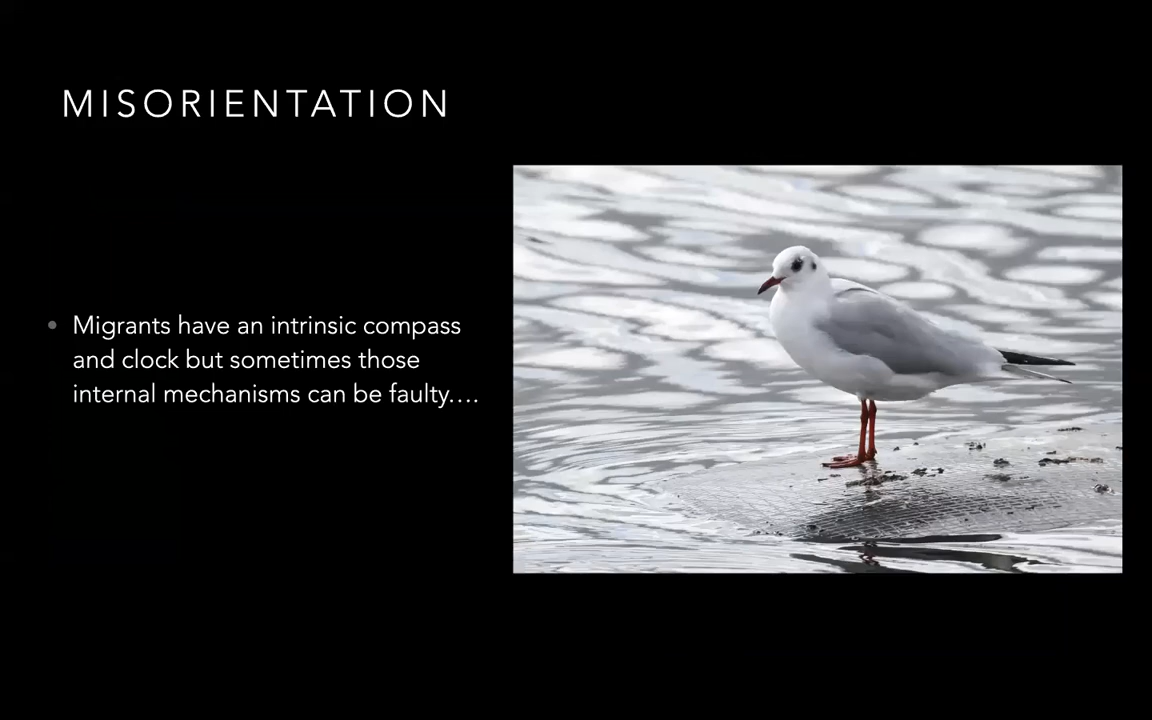 MISORIENTATION
• Migrants have an intrinsic compass
and clock but sometimes those
internal mechanisms can be faulty….